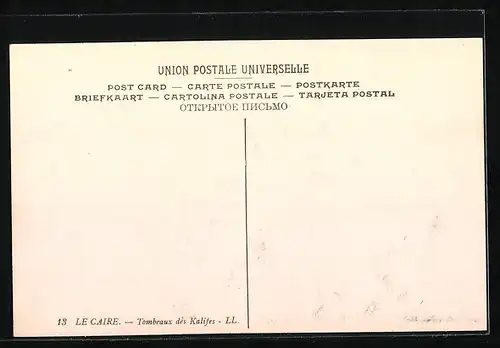 UNION POSTALE UNIVERSELLE
POST CARD — CARTE POSTALE — POSTKARTE
BRIEFKAART — CARTOLINA POSTALE — TARJETA POSTAL
ОТКРЫТОЕ ПИСЬМО
13 LE CAIRE. — Tombeaux dés Kalifes - LL.